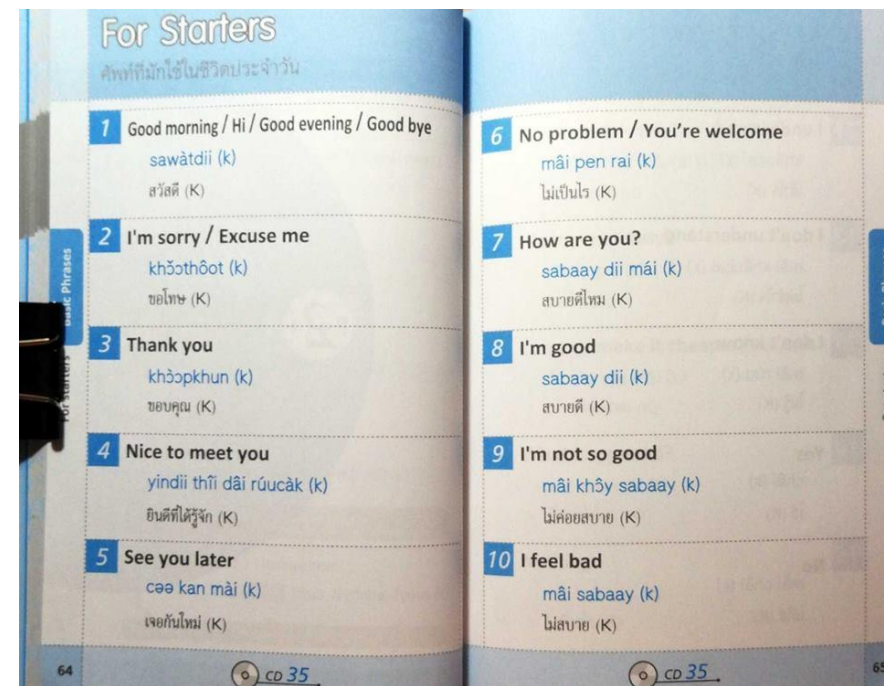 For Starters
ศัพท์ที่มักใช้ในชีวิตประจำวัน
1 Good morning / Hi / Good evening / Good bye
sawàtdii (k)
สวัสดี (K)
2 I'm sorry / Excuse me
khɔ̌ɔthôot (k)
ขอโทษ (K)
3 Thank you
khɔ̀ɔpkhun (k)
ขอบคุณ (K)
4 Nice to meet you
yindii thîi dâi rúucàk (k)
ยินดีที่ได้รู้จัก (K)
5 See you later
cəə kan mài (k)
เจอกันใหม่ (K)
Basic Phrases
For starters
64
CD 35
6 No problem / You're welcome
mâi pen rai (k)
ไม่เป็นไร (K)
7 How are you?
sabaay dii mái (k)
สบายดีไหม (K)
8 I'm good
sabaay dii (k)
สบายดี (K)
9 I'm not so good
mâi khɔ̂y sabaay (k)
ไม่ค่อยสบาย (K)
10 I feel bad
mâi sabaay (k)
ไม่สบาย (K)
CD 35
65